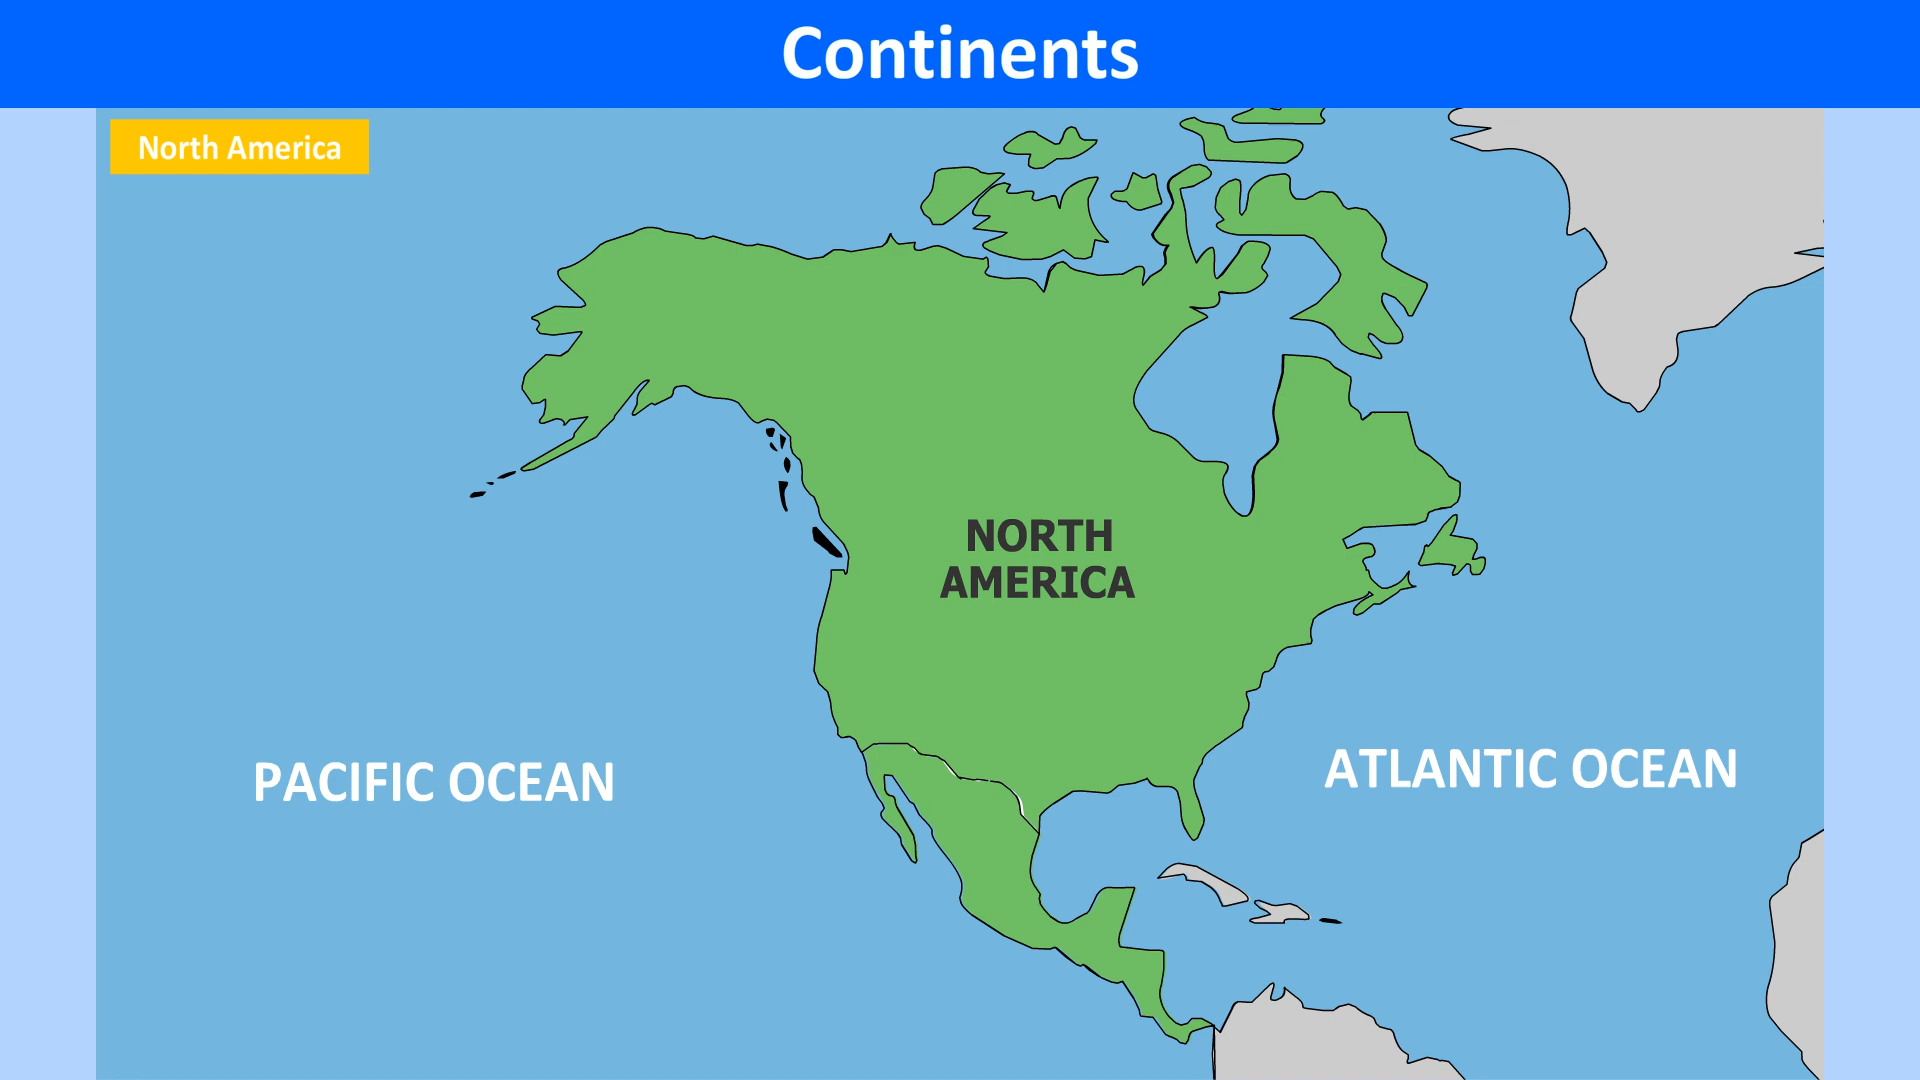 Continents
North America
NORTH
AMERICA
PACIFIC OCEAN
ATLANTIC OCEAN